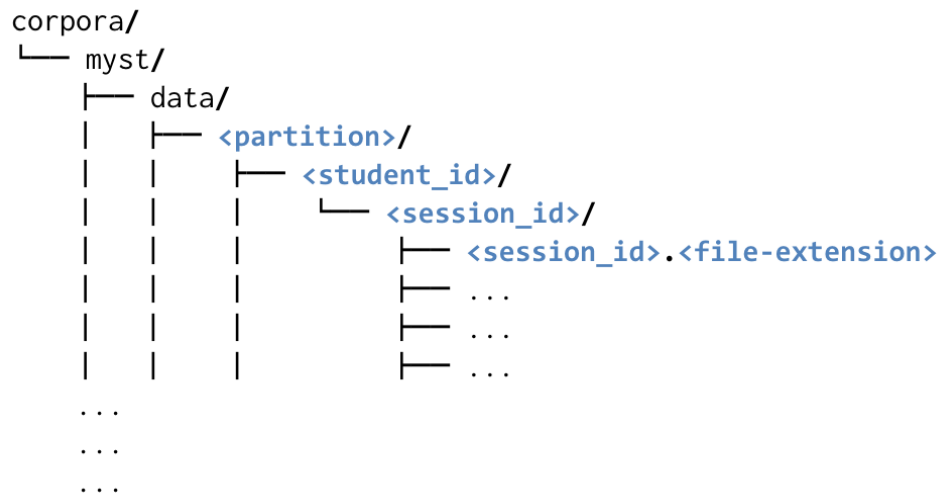 corpora/
└── myst/
├── data/
│ ├── <partition>/
│ │ ├── <student_id>/
│ │ │ └── <session_id>/
│ │ │ ├── <session_id>.<file-extension>
│ │ │ ├── ...
│ │ │ ├── ...
│ │ │ ├── ...
...
...
...